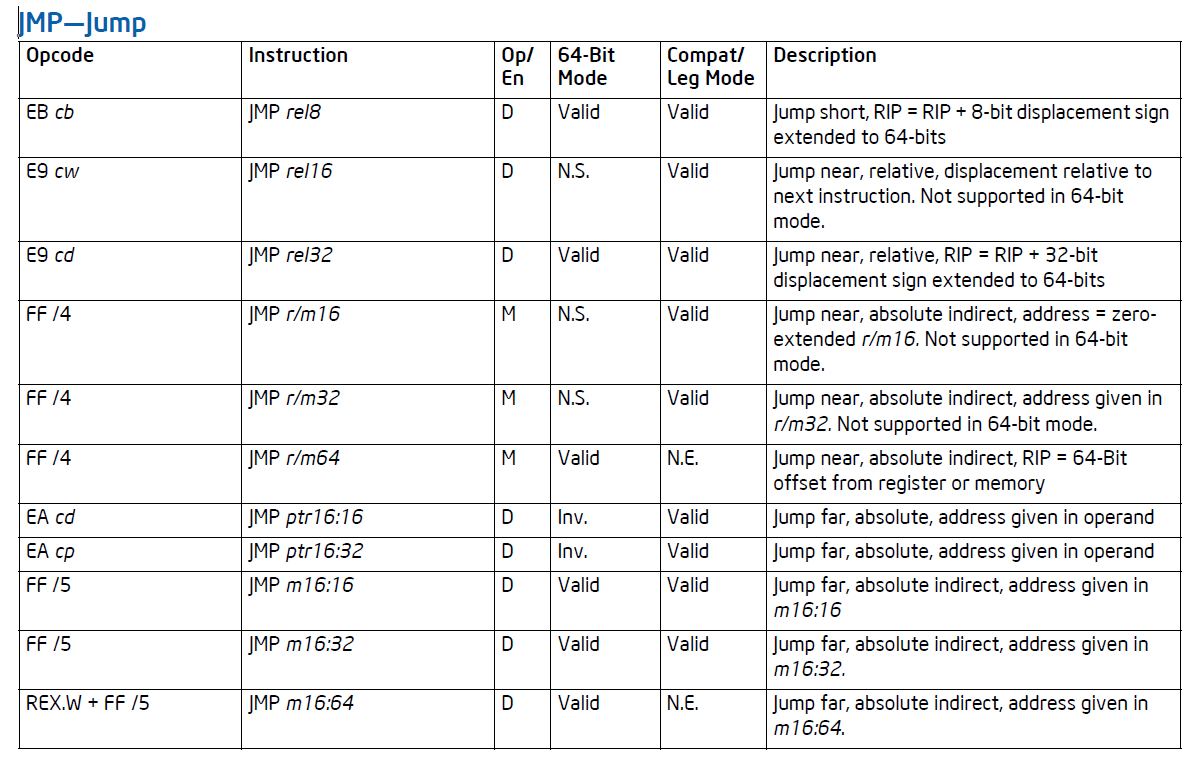 JMP—Jump
Opcode Instruction Op/ 64-Bit Compat/ Description
En Mode Leg Mode
EB cb JMP rel8 D Valid Valid Jump short, RIP = RIP + 8-bit displacement sign
extended to 64-bits
E9 cw JMP rel16 D N.S. Valid Jump near, relative, displacement relative to
next instruction. Not supported in 64-bit
mode.
E9 cd JMP rel32 D Valid Valid Jump near, relative, RIP = RIP + 32-bit
displacement sign extended to 64-bits
FF /4 JMP r/m16 M N.S. Valid Jump near, absolute indirect, address = zero-
extended r/m16. Not supported in 64-bit
mode.
FF /4 JMP r/m32 M N.S. Valid Jump near, absolute indirect, address given in
r/m32. Not supported in 64-bit mode.
FF /4 JMP r/m64 M Valid N.E. Jump near, absolute indirect, RIP = 64-Bit
offset from register or memory
EA cd JMP ptr16:16 D Inv. Valid Jump far, absolute, address given in operand
EA cp JMP ptr16:32 D Inv. Valid Jump far, absolute, address given in operand
FF /5 JMP m16:16 D Valid Valid Jump far, absolute indirect, address given in
m16:16
FF /5 JMP m16:32 D Valid Valid Jump far, absolute indirect, address given in
m16:32.
REX.W + FF /5 JMP m16:64 D Valid N.E. Jump far, absolute indirect, address given in
m16:64.